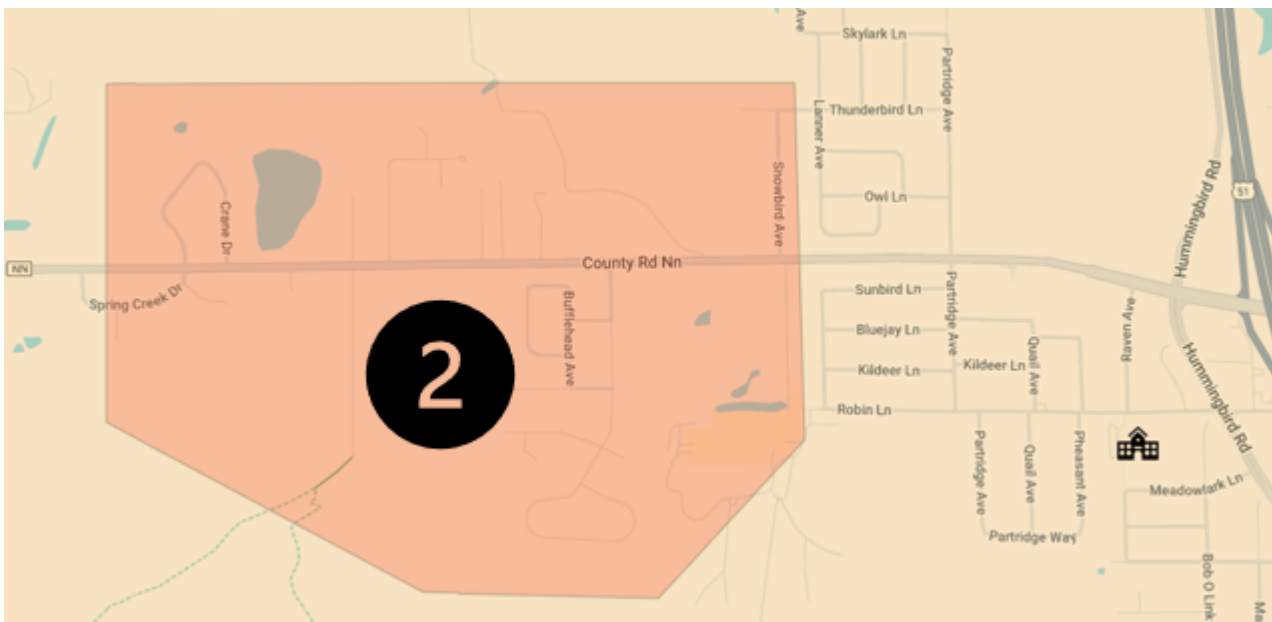 Ave
Skylark Ln
Partridge Ave
Thunderbird Ln
Lanner Ave
Snowbird Ave
Owl Ln
Hummingbird Rd
51
Crane Dr
County Rd Nn
NN
Spring Creek Dr
Sunbird Ln
Partridge Ave
Bufflehead Ave
Bluejay Ln
Raven Ave
2
Quail Ave
Kildeer Ln
Kildeer Ln
Hummingbird Rd
Robin Ln
Partridge Ave
Quail Ave
Pheasant Ave
Meadowlark Ln
Partridge Way
Bob O Link
Ma